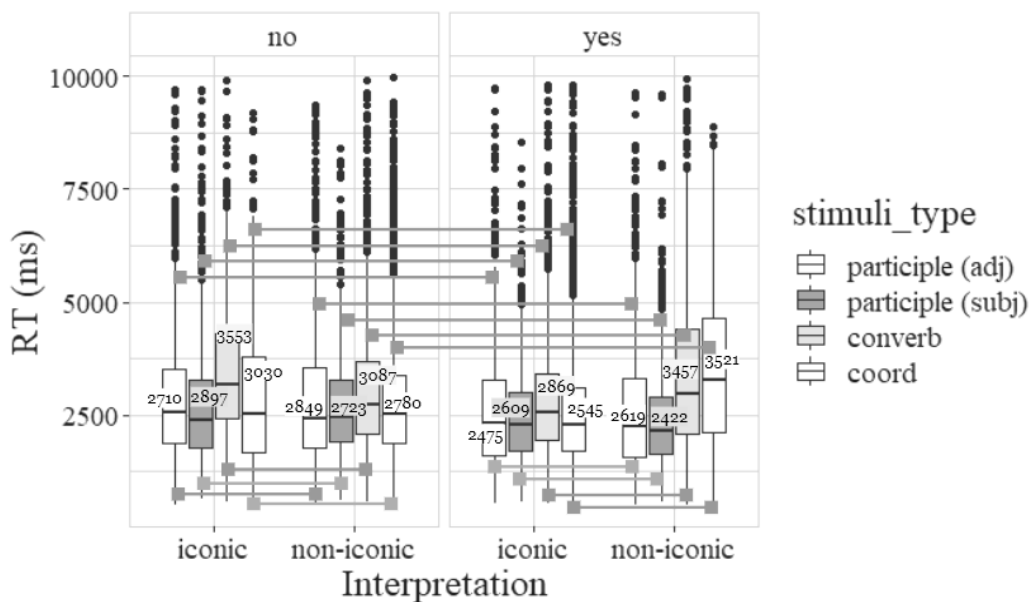 no yes
10000
7500
5000
2500
RT (ms)
2710 2897 3553 3030 2849 2723 3087 2780
2475 2609 2869 2545 2619 2422 3457 3521
iconic non-iconic iconic non-iconic
Interpretation
stimuli_type
participle (adj)
participle (subj)
converb
coord